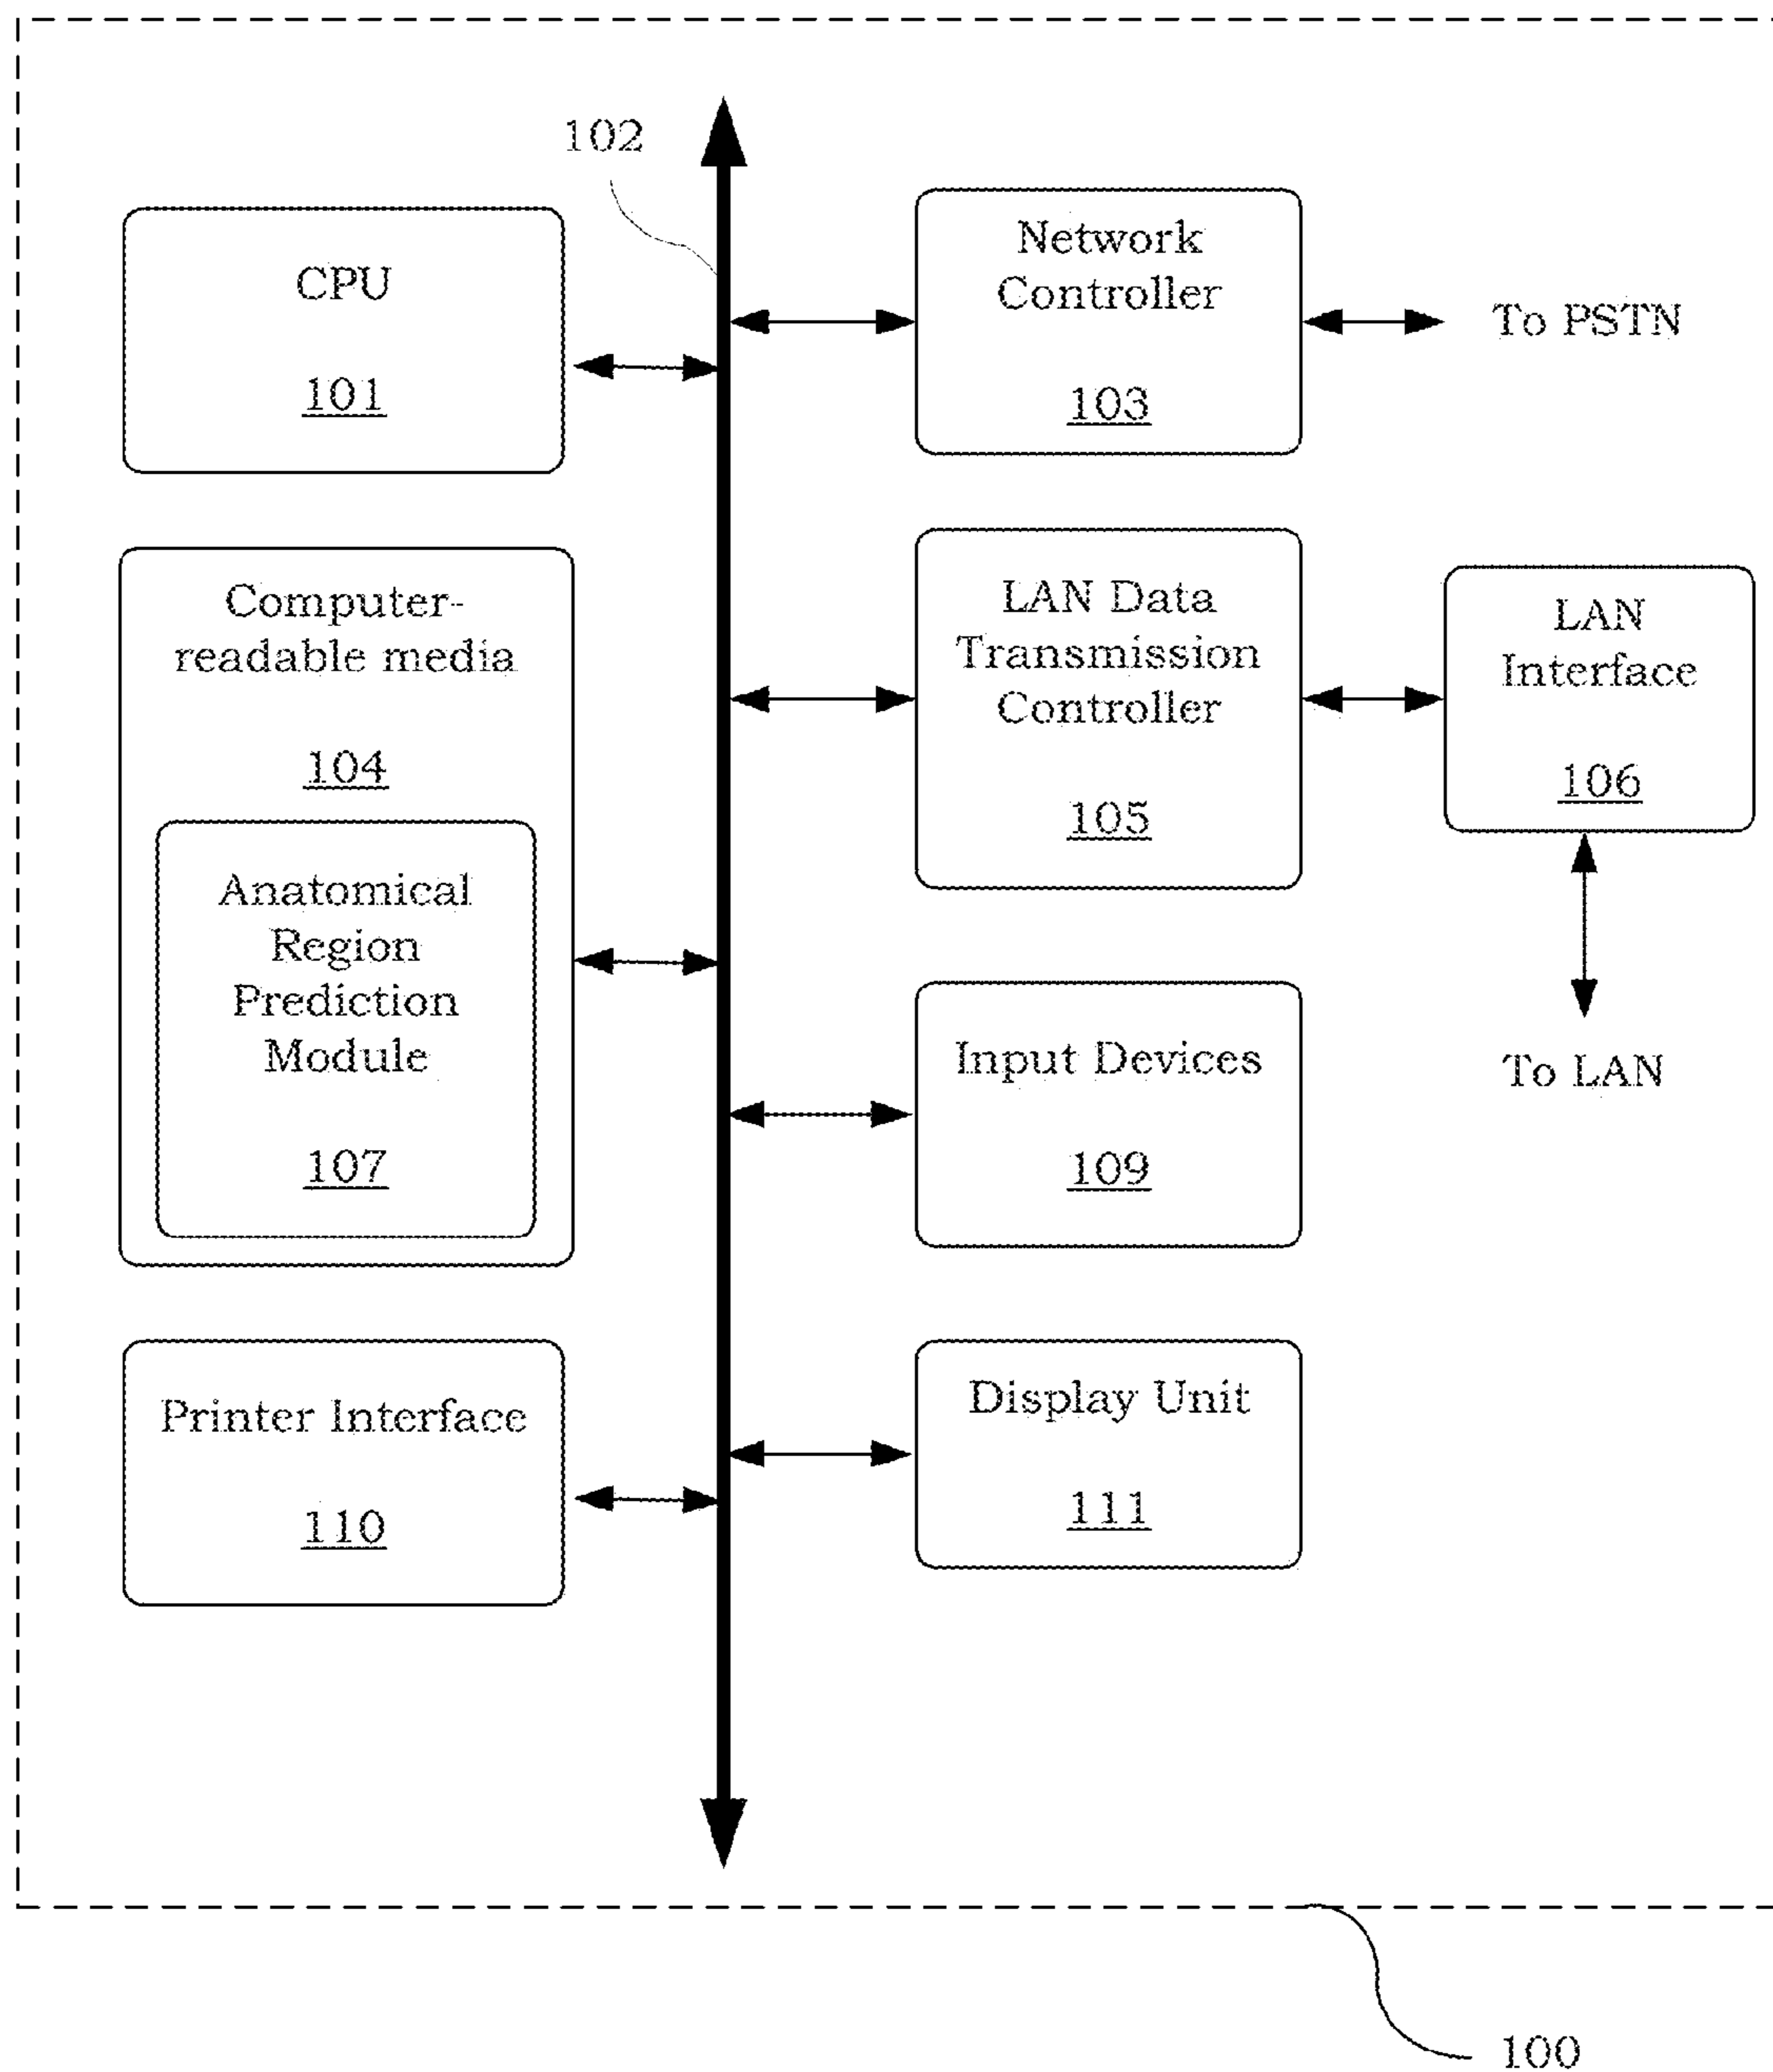 102
CPU
101
Network
Controller
103
To PSTN
Computer-
readable media
104
Anatomical
Region
Prediction
Module
107
LAN Data
Transmission
Controller
105
LAN
Interface
106
To LAN
Input Devices
109
Printer Interface
110
Display Unit
111
100